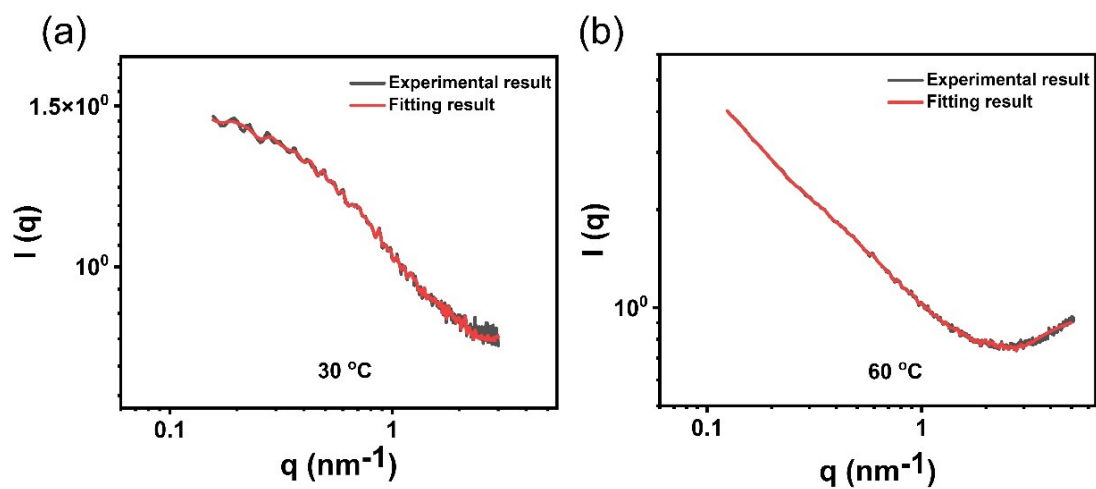 (a)
Experimental result
Fitting result
1.5×10⁰
10⁰
I (q)
30 °C
0.1
1
q (nm⁻¹)
(b)
Experimental result
Fitting result
10⁰
I (q)
60 °C
0.1
1
q (nm⁻¹)